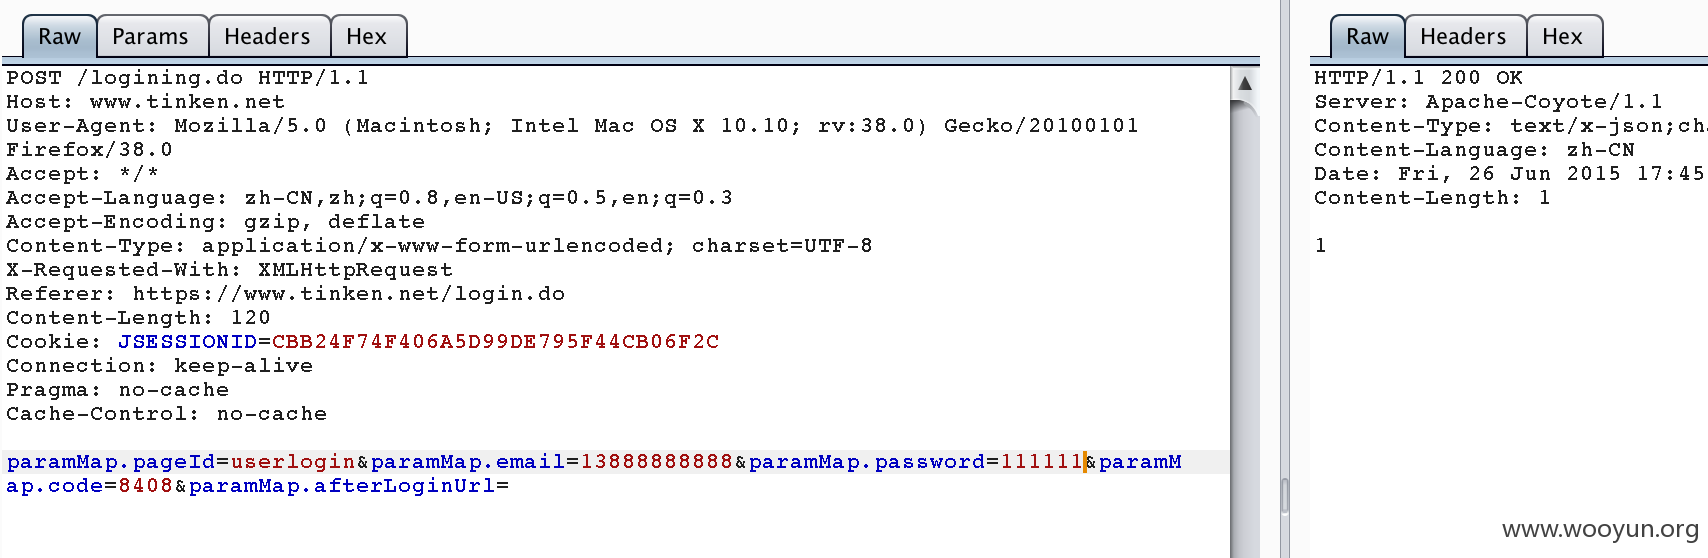 Raw Params Headers Hex
POST /logining.do HTTP/1.1
Host: www.tinken.net
User-Agent: Mozilla/5.0 (Macintosh; Intel Mac OS X 10.10; rv:38.0) Gecko/20100101
Firefox/38.0
Accept: */*
Accept-Language: zh-CN,zh;q=0.8,en-US;q=0.5,en;q=0.3
Accept-Encoding: gzip, deflate
Content-Type: application/x-www-form-urlencoded; charset=UTF-8
X-Requested-With: XMLHttpRequest
Referer: https://www.tinken.net/login.do
Content-Length: 120
Cookie: JSESSIONID=CBB24F74F406A5D99DE795F44CB06F2C
Connection: keep-alive
Pragma: no-cache
Cache-Control: no-cache
paramMap.pageId=userlogin&paramMap.email=13888888888&paramMap.password=111111&paramM
ap.code=8408&paramMap.afterLoginUrl=
Raw Headers Hex
HTTP/1.1 200 OK
Server: Apache-Coyote/1.1
Content-Type: text/x-json;ch
Content-Language: zh-CN
Date: Fri, 26 Jun 2015 17:45
Content-Length: 1
1
www.wooyun.org